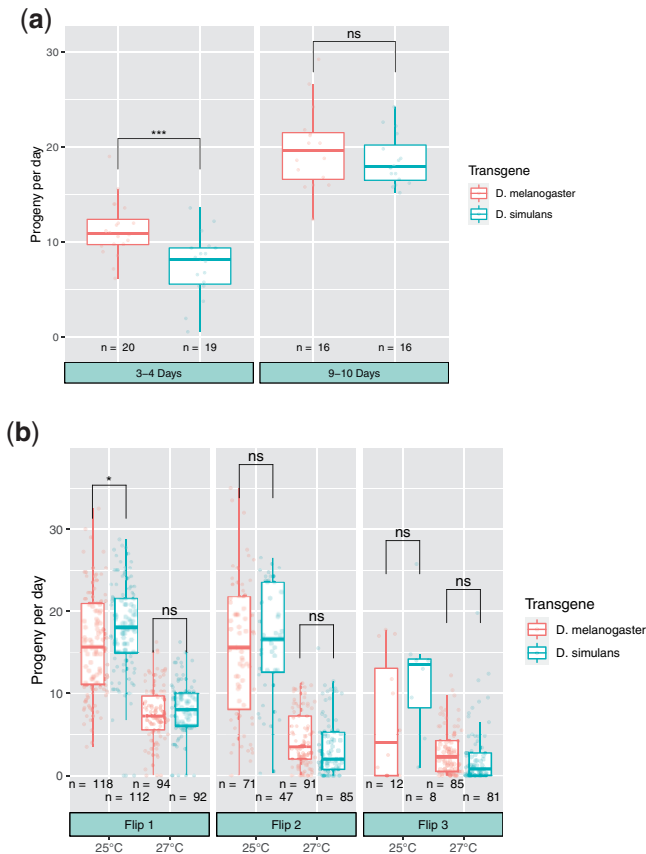 (a)
ns
***
Progeny per day
30
20
10
0
n = 20
n = 19
n = 16
n = 16
3–4 Days
9–10 Days
Transgene
D. melanogaster
D. simulans
(b)
ns
*
ns
ns
ns
ns
Progeny per day
30
20
10
0
n = 118
n = 94
n = 71
n = 91
n = 12
n = 85
n = 112
n = 92
n = 47
n = 85
n = 8
n = 81
Flip 1
Flip 2
Flip 3
25°C
27°C
25°C
27°C
25°C
27°C
Transgene
D. melanogaster
D. simulans